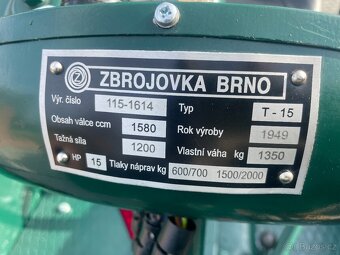 ZBROJOVKA BRNO
Výr. číslo 115-1614 Typ T - 15
Obsah válce ccm 1580 Rok výroby 1949
Tažná síla 1200 Vlastní váha kg 1350
HP 15 Tlaky náprav kg 600/700 1500/2000